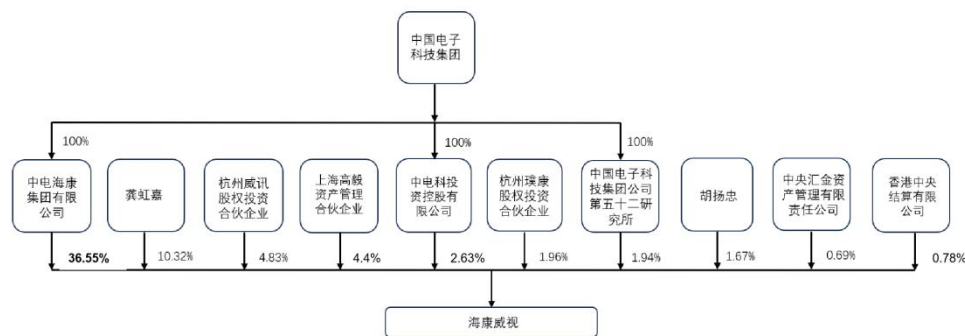 中国电子
科技集团
100%
100%
100%
中电海康
集团有限
公司
龚虹嘉
杭州威讯
股权投资
合伙企业
上海高毅
资产管理
合伙企业
中电科投
资控股有
限公司
杭州璞康
股权投资
合伙企业
中国电子科
技集团公司
第五十二研
究所
胡扬忠
中央汇金资
产管理有限
责任公司
香港中央
结算有限公
司
36.55%
10.32%
4.83%
4.4%
2.63%
1.96%
1.94%
1.67%
0.69%
0.78%
海康威视